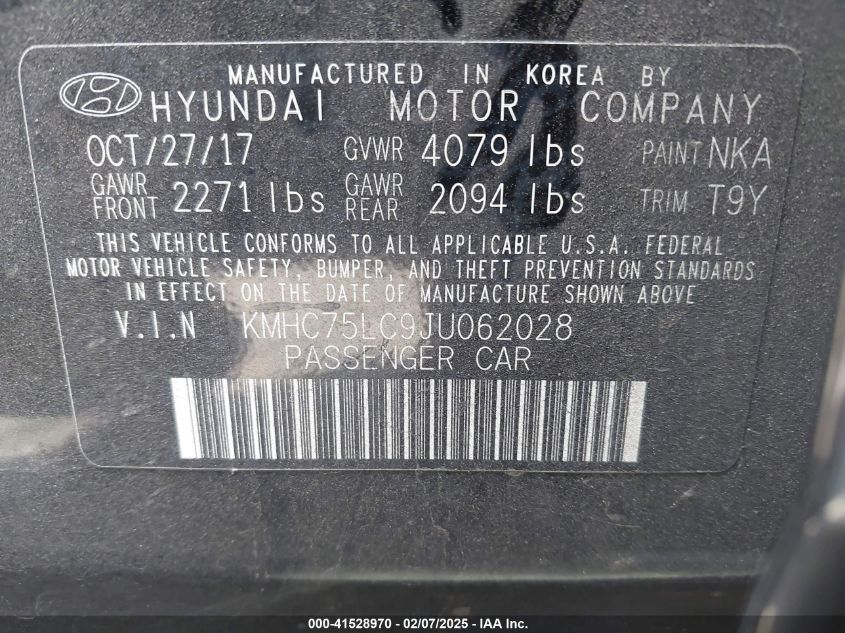 MANUFACTURED IN KOREA BY
HYUNDAI MOTOR COMPANY
OCT/27/17 GVWR 4079 lbs PAINT NKA
GAWR FRONT 2271 lbs GAWR REAR 2094 lbs TRIM T9Y
THIS VEHICLE CONFORMS TO ALL APPLICABLE U.S.A. FEDERAL
MOTOR VEHICLE SAFETY, BUMPER, AND THEFT PREVENTION STANDARDS
IN EFFECT ON THE DATE OF MANUFACTURE SHOWN ABOVE
V.I.N KMHC75LC9JU062028
PASSENGER CAR
000-41528970 - 02/07/2025 - IAA Inc.